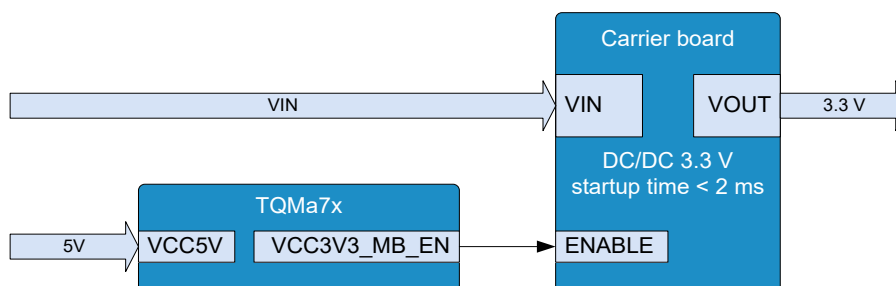 Carrier board
VIN
VIN
VOUT
3.3 V
DC/DC 3.3 V
startup time < 2 ms
TQMa7x
5V
VCC5V
VCC3V3_MB_EN
ENABLE